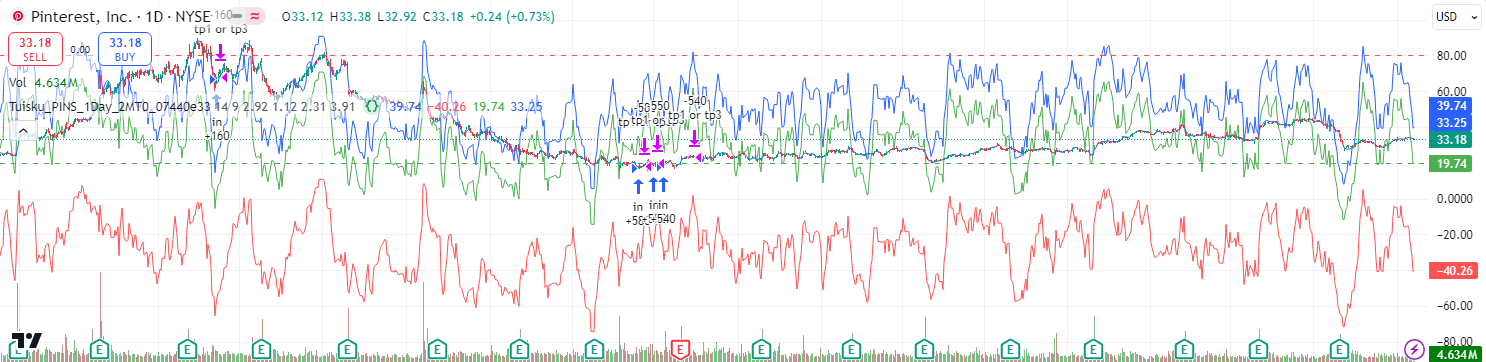 Pinterest, Inc. · 1D · NYSE
O33.12 H33.38 L32.92 C33.18 +0.24 (+0.73%)
-160
tp1 or tp3
33.18
SELL
0.00
33.18
BUY
Vol 4.634M
Tuisku_PINS_1Day_2MT0_07440e33 14 9 2.92 1.12 2.31 3.91 39.74 −40.26 19.74 33.25
in
+160
-540
tp1 or tp3
in
inin
USD
80.00
60.00
39.74
33.25
33.18
19.74
0.0000
−20.00
−40.26
−60.00
−80.00
4.634M
E E E E E E E E E E E E E E E E